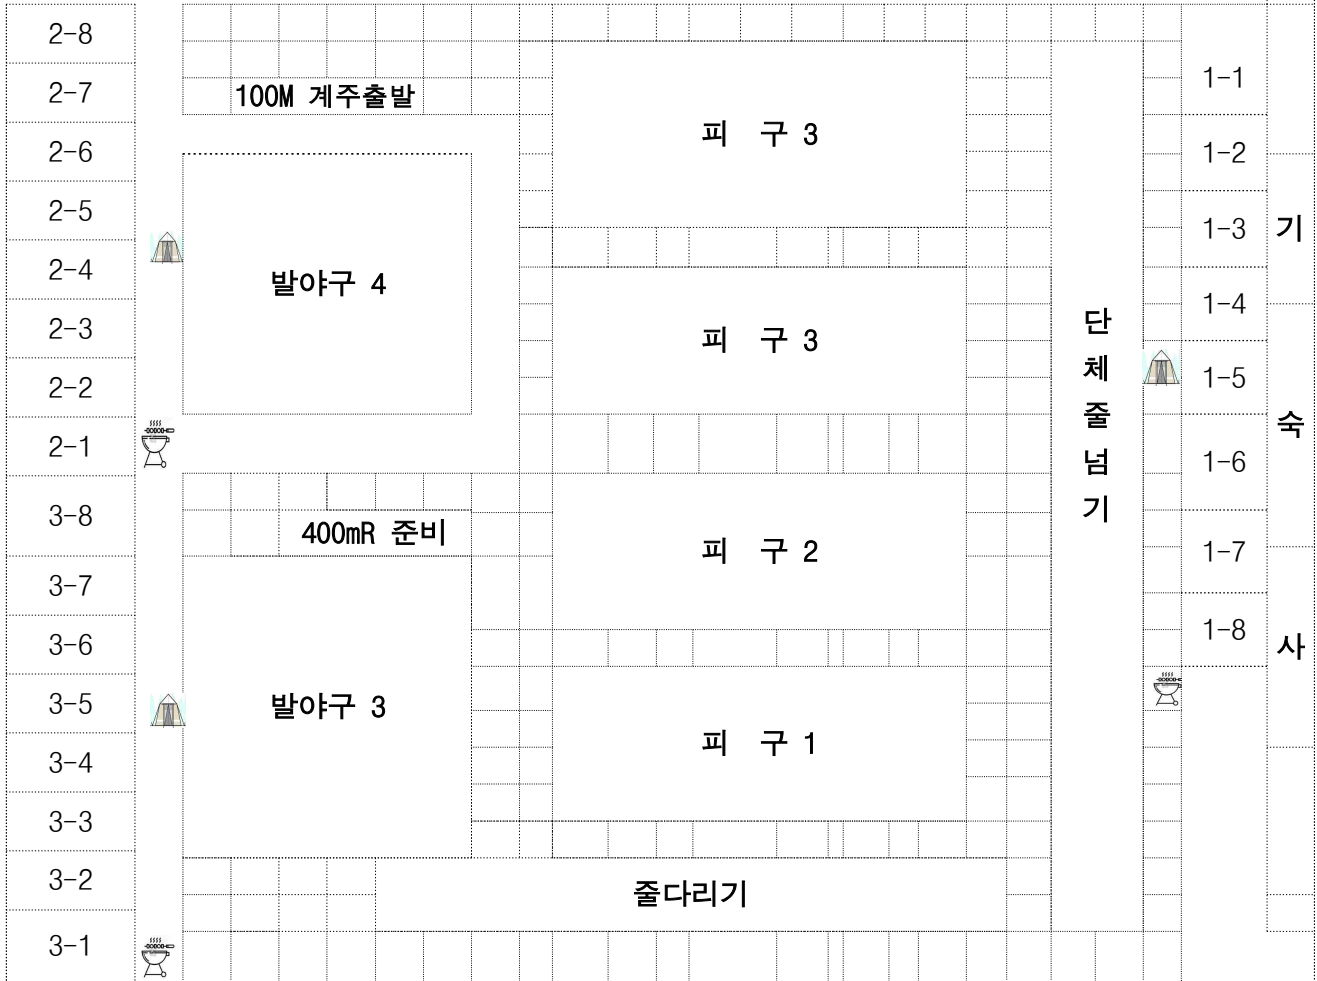 2-8
2-7
2-6
2-5
2-4
2-3
2-2
2-1
3-8
3-7
3-6
3-5
3-4
3-3
3-2
3-1
100M 계주출발
발야구 4
400mR 준비
발야구 3
피 구 3
피 구 3
피 구 2
피 구 1
줄다리기
단
체
줄
넘
기
1-1
1-2
1-3
1-4
1-5
1-6
1-7
1-8
기
숙
사